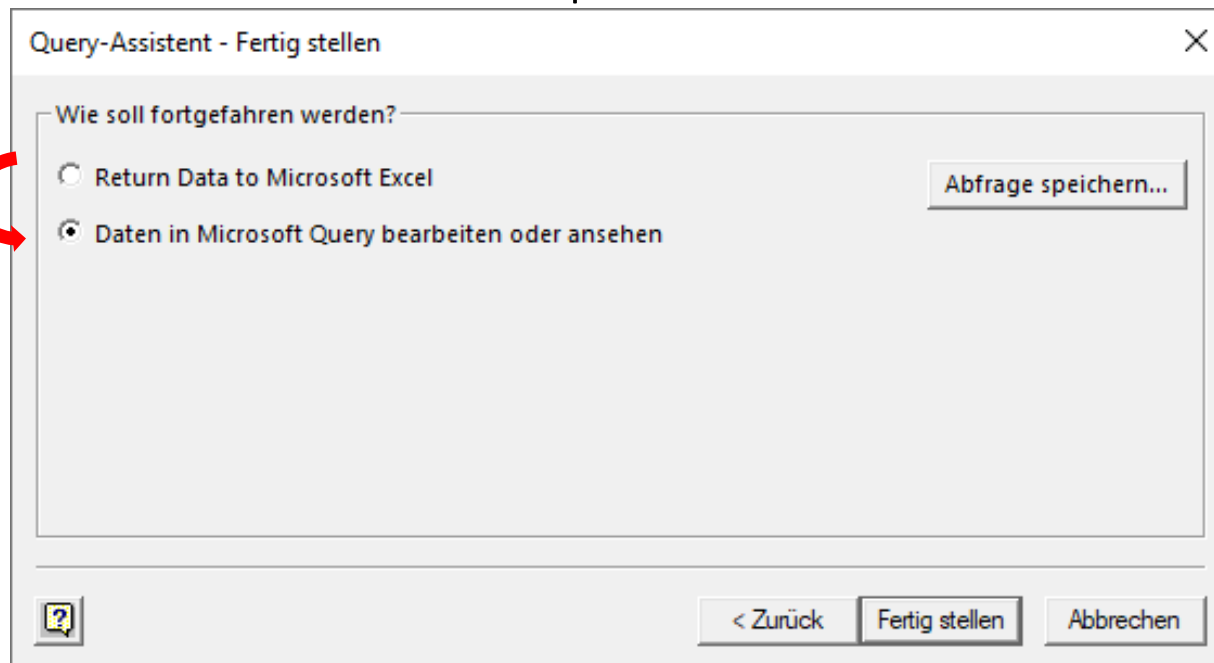 Query-Assistent - Fertig stellen
Wie soll fortgefahren werden?
Return Data to Microsoft Excel
Abfrage speichern...
Daten in Microsoft Query bearbeiten oder ansehen
< Zurück
Fertig stellen
Abbrechen